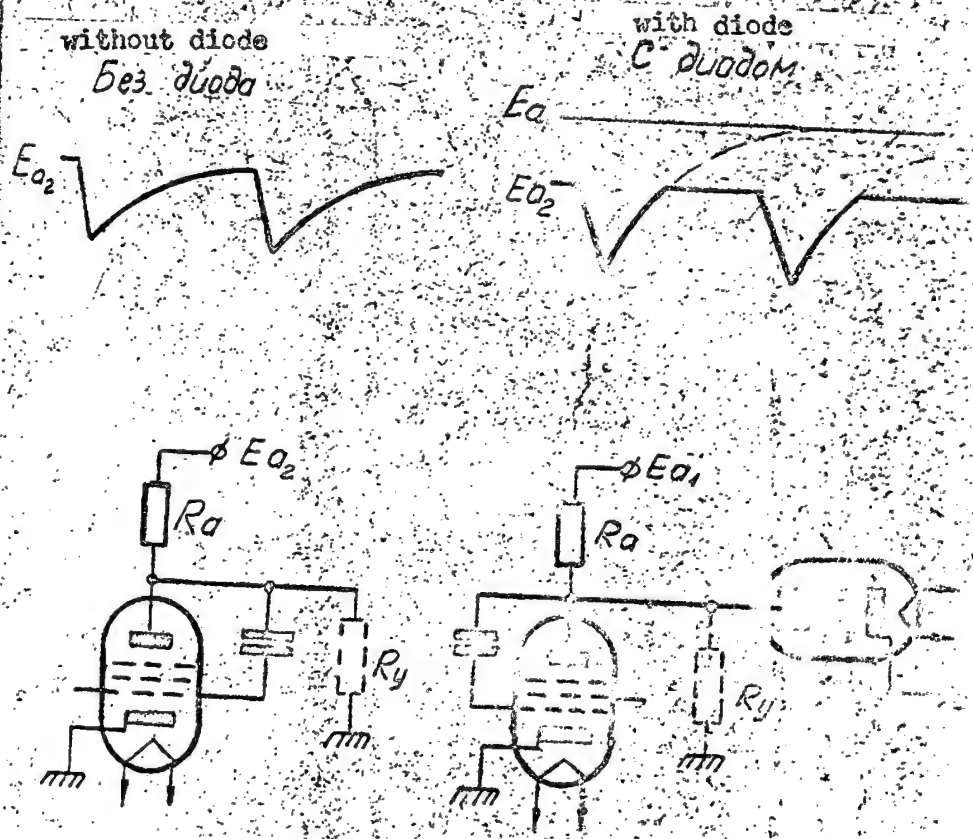 without diode
Без диода
with diode
С диодом
Ea
Ea₂
Ea₂
Ea₂
Ra
Ry
Ea₁
Ra
Ry